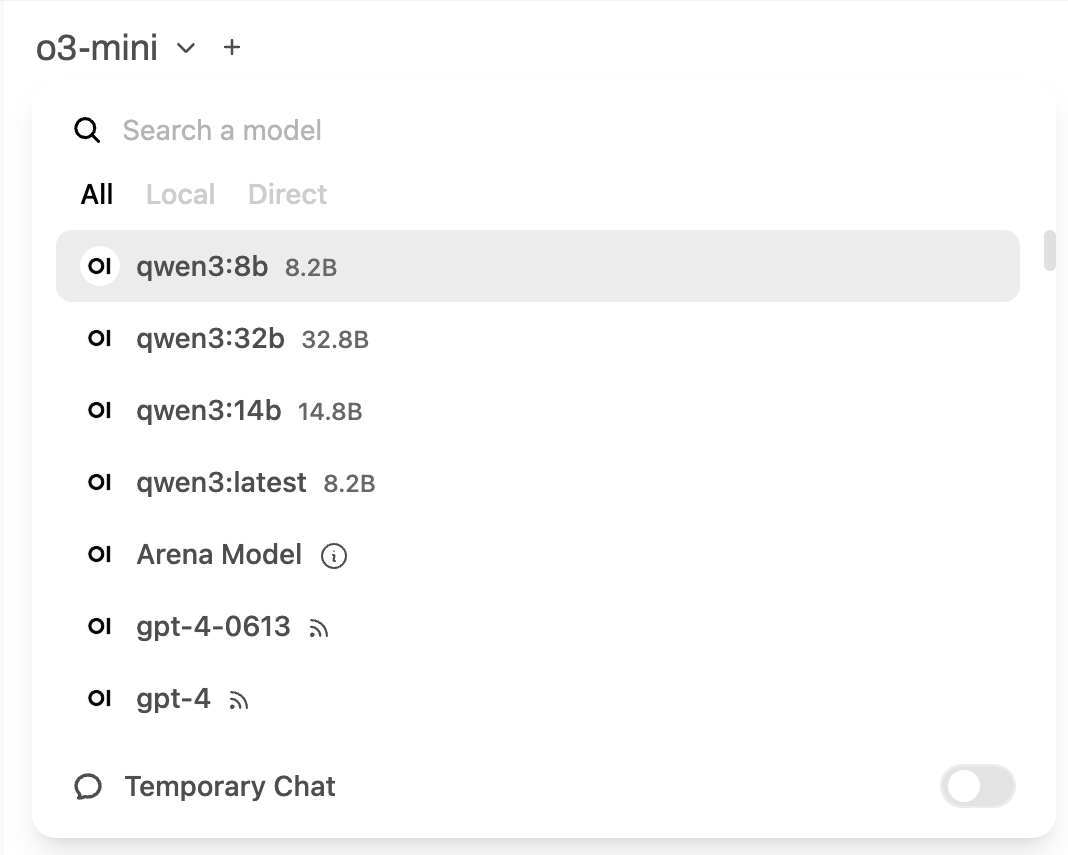 o3-mini
Search a model
All Local Direct
OI qwen3:8b 8.2B
OI qwen3:32b 32.8B
OI qwen3:14b 14.8B
OI qwen3:latest 8.2B
OI Arena Model
OI gpt-4-0613
OI gpt-4
Temporary Chat